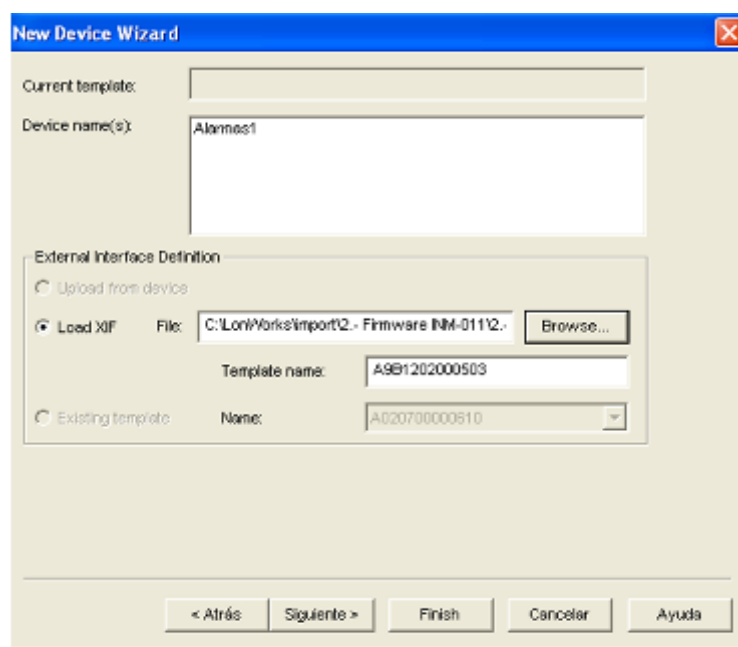 New Device Wizard
Current template:
Device name(s):
Alarmas1
External Interface Definition
Upload from device
Load XIF File: C:\LonWorks\import\2.- Firmware INM-011\2.- Browse...
Template name: A9B1202000503
Existing template Name: A020700000610
< Atrás Siguiente > Finish Cancelar Ayuda